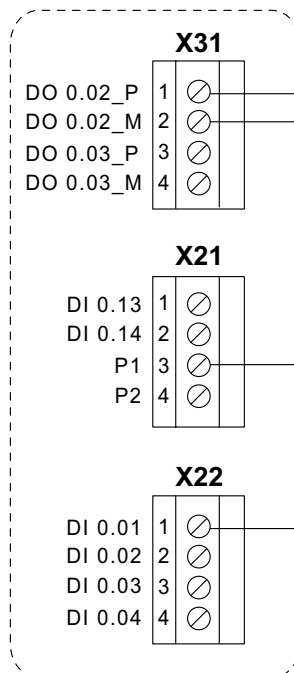 X31
DO 0.02_P 1
DO 0.02_M 2
DO 0.03_P 3
DO 0.03_M 4
X21
DI 0.13 1
DI 0.14 2
P1 3
P2 4
X22
DI 0.01 1
DI 0.02 2
DI 0.03 3
DI 0.04 4